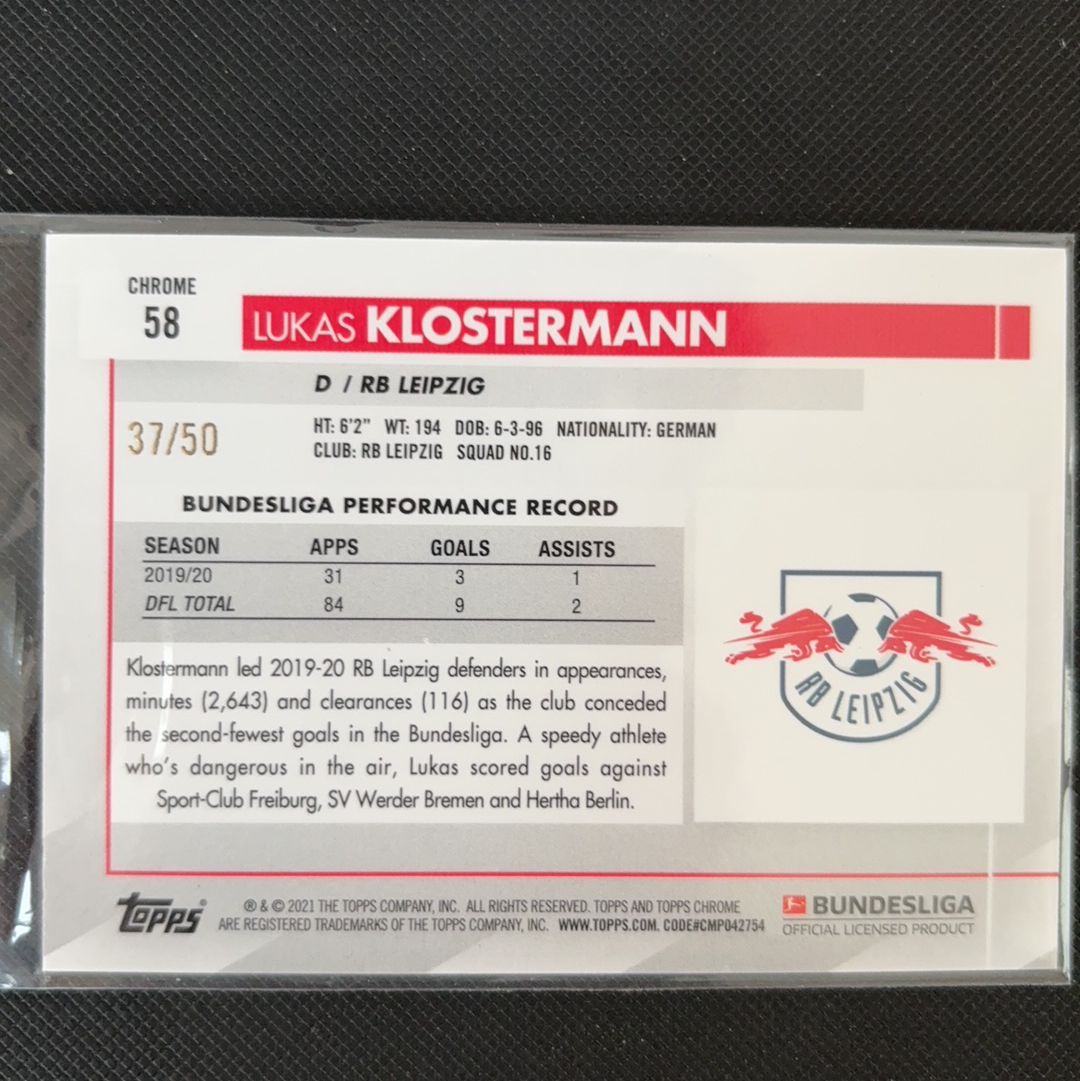 CHROME
58
LUKAS KLOSTERMANN
D / RB LEIPZIG
37/50
HT: 6'2" WT: 194 DOB: 6-3-96 NATIONALITY: GERMAN
CLUB: RB LEIPZIG SQUAD NO.16
BUNDESLIGA PERFORMANCE RECORD
SEASON APPS GOALS ASSISTS
2019/20 31 3 1
DFL TOTAL 84 9 2
Klostermann led 2019-20 RB Leipzig defenders in appearances,
minutes (2,643) and clearances (116) as the club conceded
the second-fewest goals in the Bundesliga. A speedy athlete
who's dangerous in the air, Lukas scored goals against
Sport-Club Freiburg, SV Werder Bremen and Hertha Berlin.
RB LEIPZIG
topps®
® & © 2021 THE TOPPS COMPANY, INC. ALL RIGHTS RESERVED. TOPPS AND TOPPS CHROME
ARE REGISTERED TRADEMARKS OF THE TOPPS COMPANY, INC. WWW.TOPPS.COM. CODE#CMP042754
BUNDESLIGA
OFFICIAL LICENSED PRODUCT